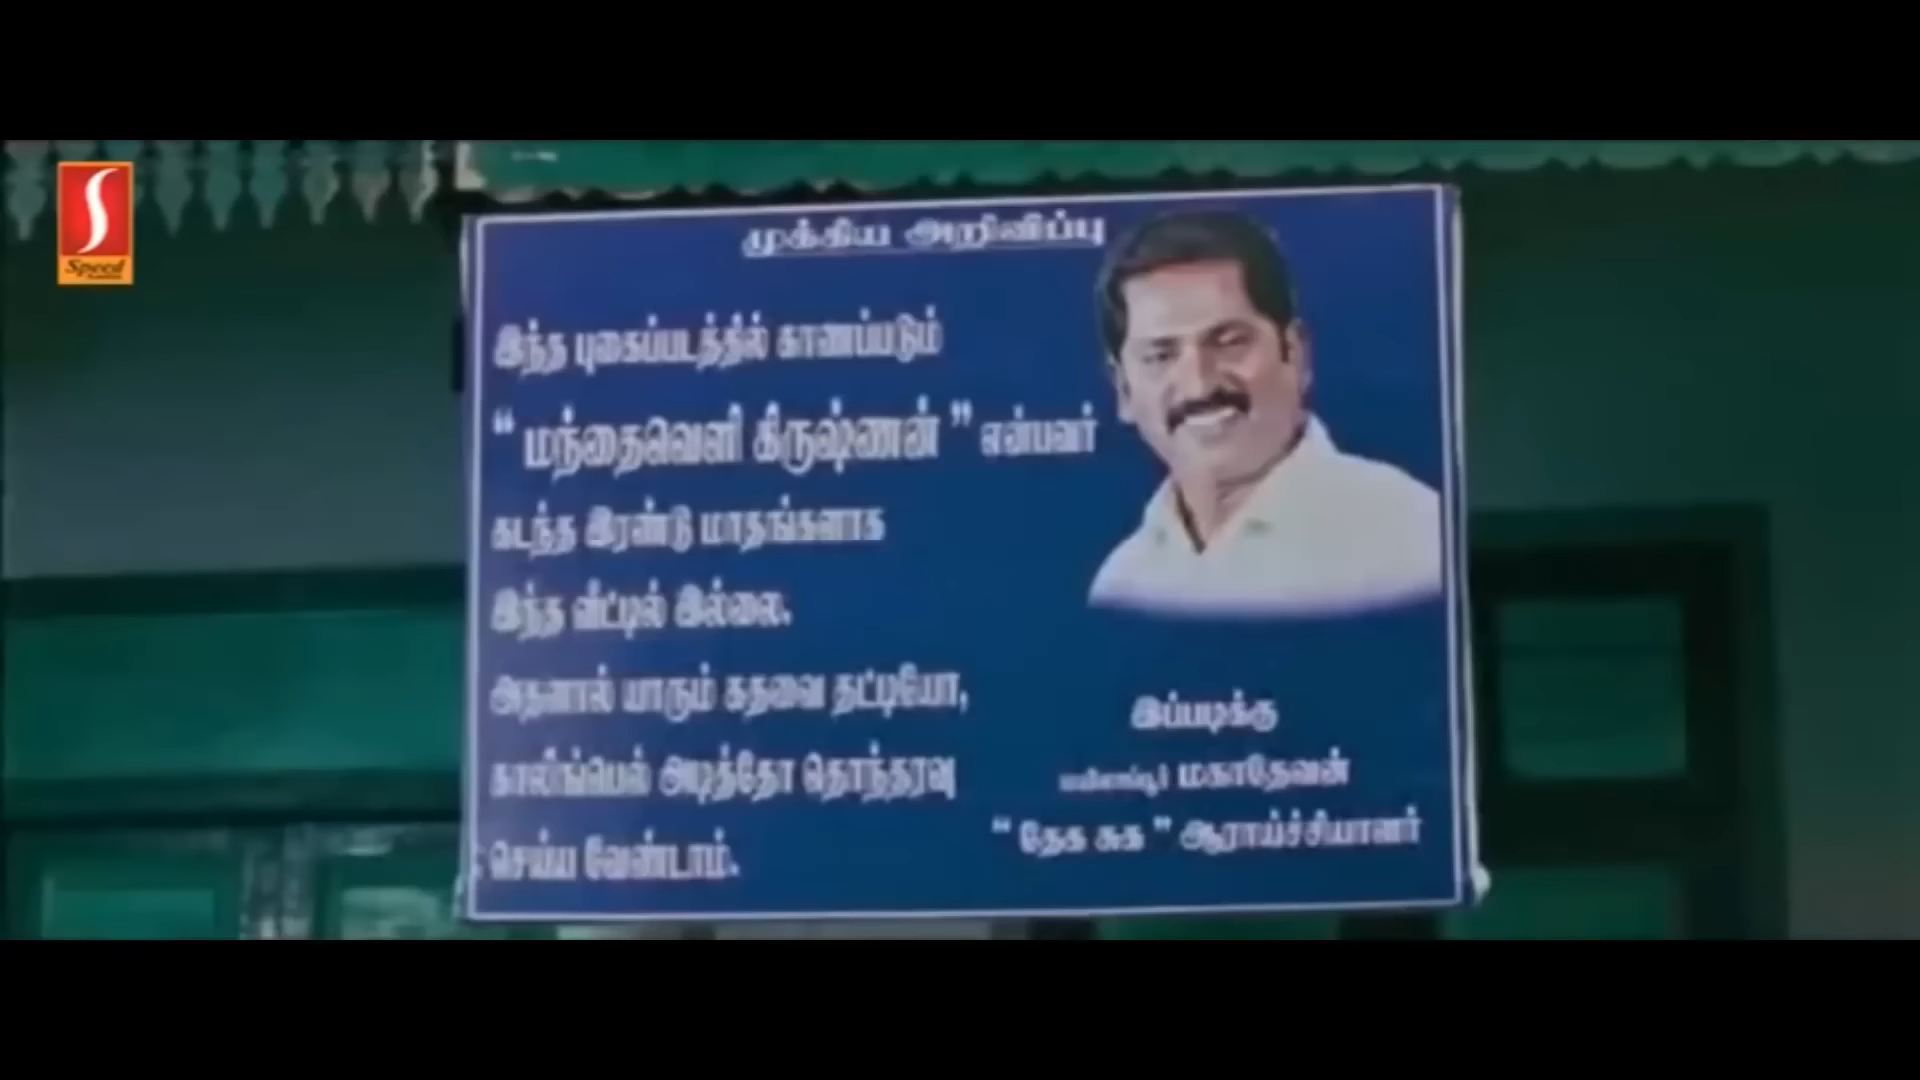 S
Speed
முக்கிய அறிவிப்பு
இந்த புகைப்படத்தில் காணப்படும்
“ மந்தைவெளி கிருஷ்ணன் ” என்பவர்
கடந்த இரண்டு மாதங்களாக
இந்த வீட்டில் இல்லை.
அதனால் யாரும் கதவை தட்டியோ,
காலிங்பெல் அடித்தோ தொந்தரவு
செய்ய வேண்டாம்.
இப்படிக்கு
மயிலாப்பூர் மகாதேவன்
“ தேக சுக ” ஆராய்ச்சியாளர்